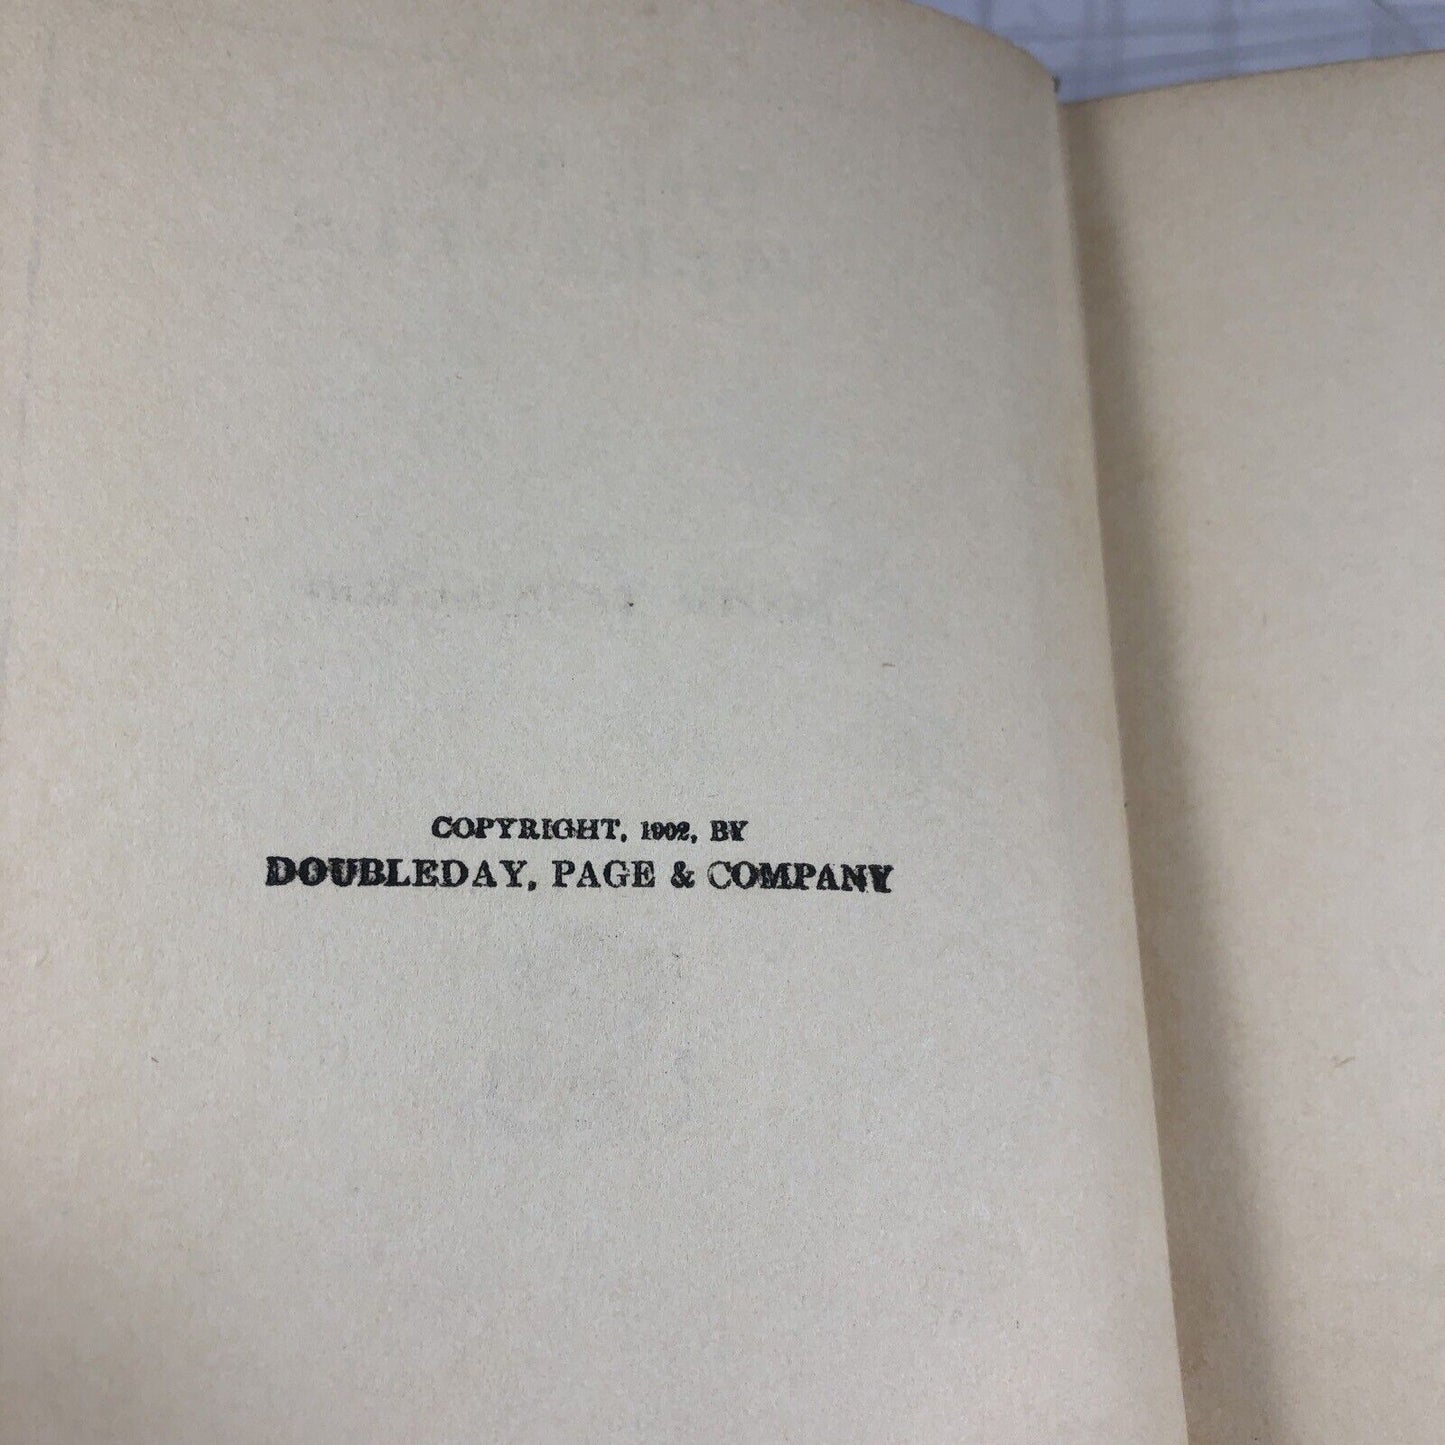 COPYRIGHT, 1902, BY
DOUBLEDAY, PAGE & COMPANY